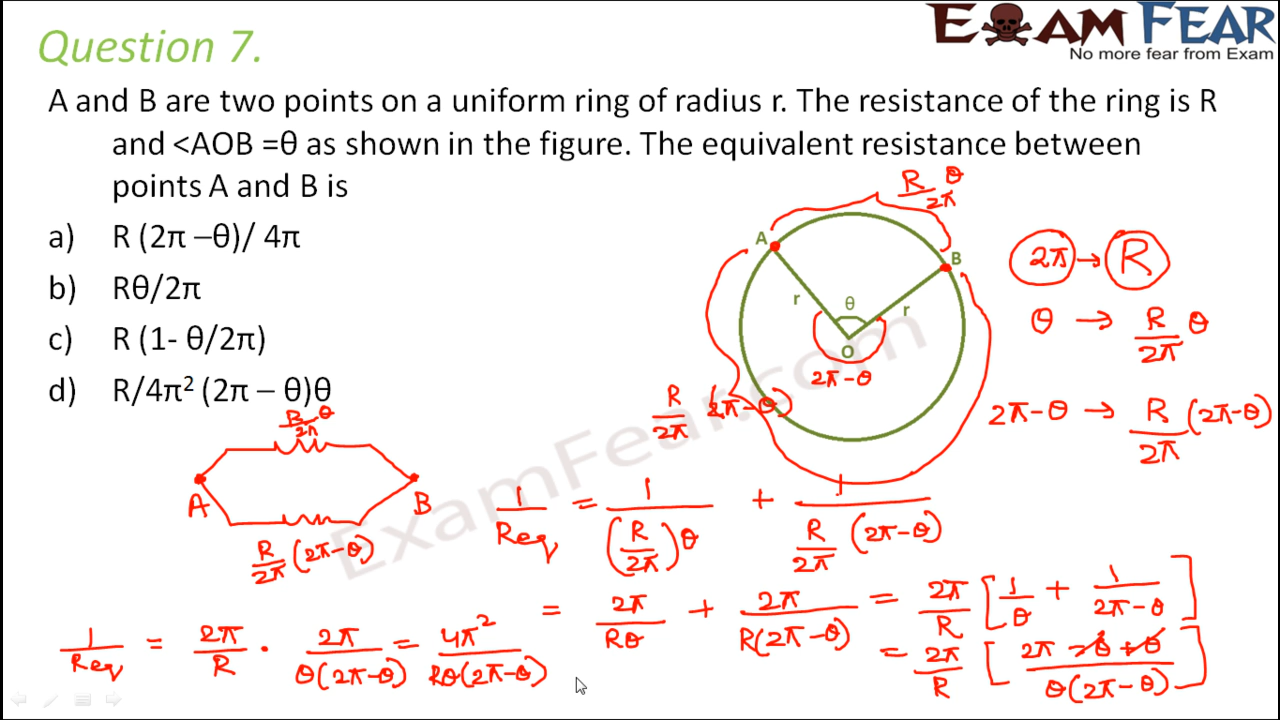 Question 7.
EXAM FEAR
No more fear from Exam
A and B are two points on a uniform ring of radius r. The resistance of the ring is R
and <AOB =θ as shown in the figure. The equivalent resistance between
points A and B is
a) R (2π –θ)/ 4π
b) Rθ/2π
c) R (1- θ/2π)
d) R/4π² (2π – θ)θ
R/2π θ
A
B
r
θ
r
O
2π-θ
R/2π (2π-θ)
2π → R
θ → R/2π θ
2π-θ → R/2π (2π-θ)
R/2π θ
A
B
R/2π (2π-θ)
1/Req = 1/(R/2π)θ + 1/R/2π (2π-θ)
= 2π/Rθ + 2π/R(2π-θ) = 2π/R [1/θ + 1/2π-θ]
= 2π/R [2π-θ+θ/θ(2π-θ)]
1/Req = 2π/R . 2π/θ(2π-θ) = 4π²/Rθ(2π-θ)
ExamFear.com